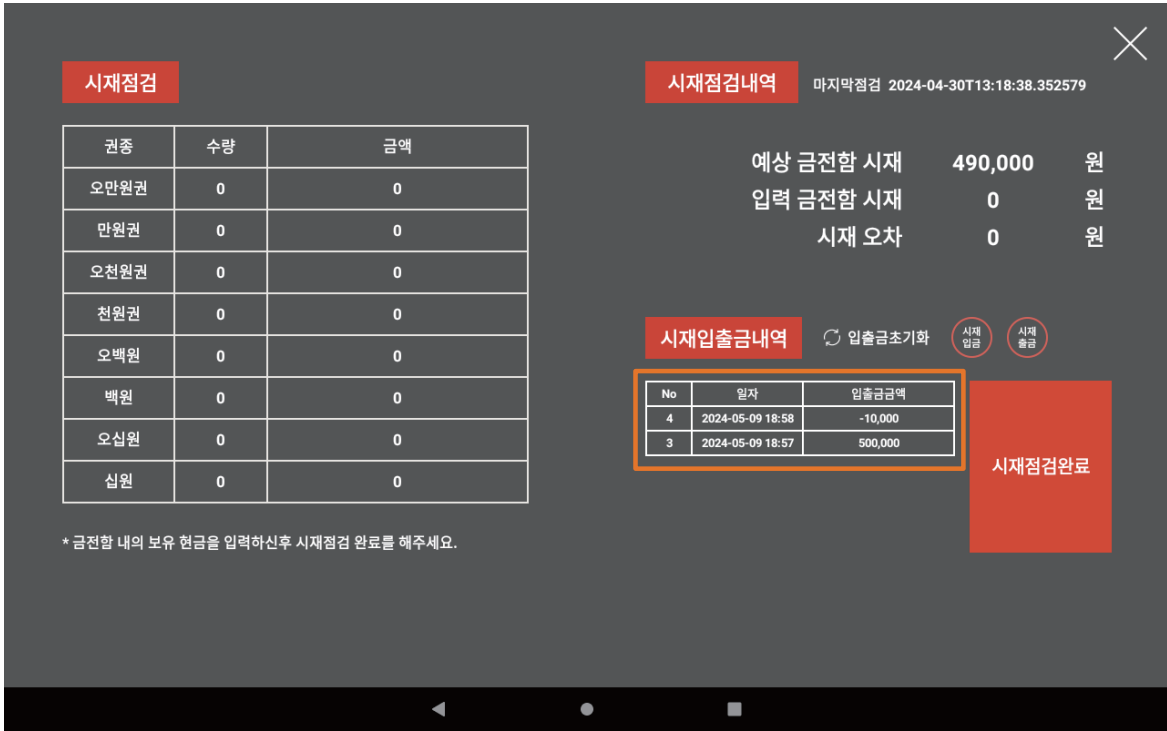 시재점검
권종 수량 금액
오만원권 0 0
만원권 0 0
오천원권 0 0
천원권 0 0
오백원 0 0
백원 0 0
오십원 0 0
십원 0 0
* 금전함 내의 보유 현금을 입력하신후 시재점검 완료를 해주세요.
시재점검내역 마지막점검 2024-04-30T13:18:38.352579
예상 금전함 시재 490,000 원
입력 금전함 시재 0 원
시재 오차 0 원
시재입출금내역 입출금초기화
시재
입금
시재
출금
No 일자 입출금금액
4 2024-05-09 18:58 -10,000
3 2024-05-09 18:57 500,000
시재점검완료